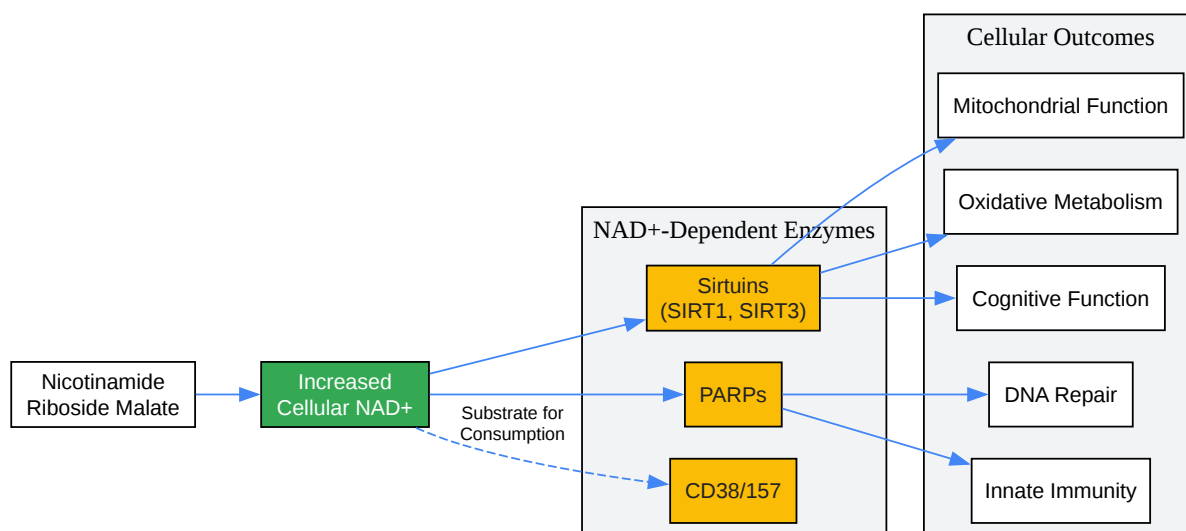 Nicotinamide
Riboside Malate
Increased
Cellular NAD+
Substrate for
Consumption
NAD+-Dependent Enzymes
Sirtuins
(SIRT1, SIRT3)
PARPs
CD38/157
Cellular Outcomes
Mitochondrial Function
Oxidative Metabolism
Cognitive Function
DNA Repair
Innate Immunity